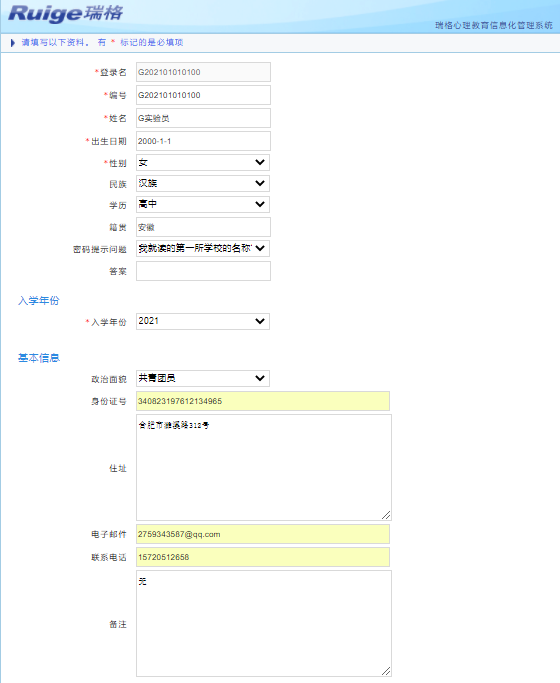 Ruige瑞格
瑞格心理教育信息化管理系统
请填写以下资料。 有 * 标记的是必填项
*登录名 G202101010100
*编号 G202101010100
*姓名 G实验员
*出生日期 2000-1-1
*性别 女
民族 汉族
学历 高中
籍贯 安徽
密码提示问题 我就读的第一所学校的名称
答案
入学年份
*入学年份 2021
基本信息
政治面貌 共青团员
身份证号 340823197612134965
合肥市濉溪路312号
住址
电子邮件 2759343587@qq.com
联系电话 15720512658
无
备注